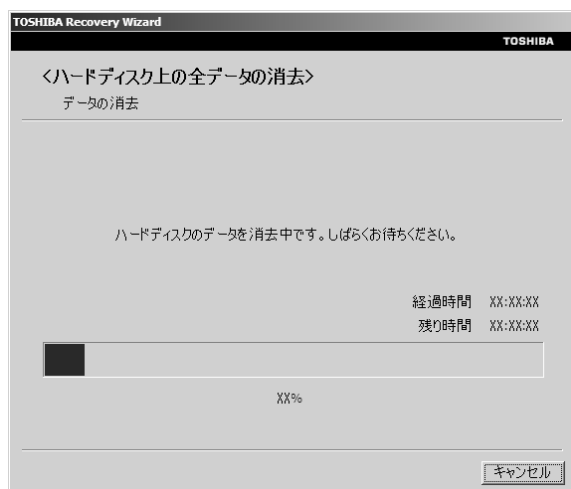 TOSHIBA Recovery Wizard
TOSHIBA
<ハードディスク上の全データの消去>
データの消去
ハードディスクのデータを消去中です。しばらくお待ちください。
経過時間 XX:XX:XX
残り時間 XX:XX:XX
XX%
キャンセル